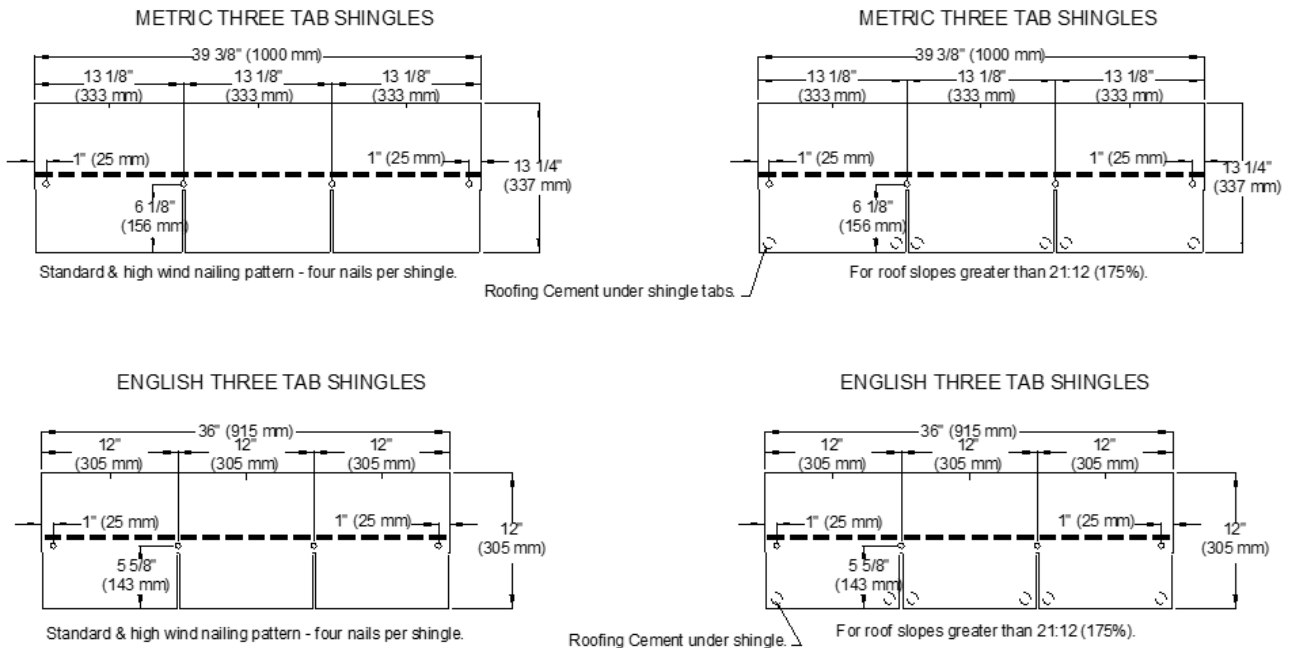 METRIC THREE TAB SHINGLES
39 3/8" (1000 mm)
13 1/8" 13 1/8" 13 1/8"
(333 mm) (333 mm) (333 mm)
1" (25 mm) 1" (25 mm)
13 1/4"
(337 mm)
6 1/8"
(156 mm)
Standard & high wind nailing pattern - four nails per shingle.
METRIC THREE TAB SHINGLES
39 3/8" (1000 mm)
13 1/8" 13 1/8" 13 1/8"
(333 mm) (333 mm) (333 mm)
1" (25 mm) 1" (25 mm)
13 1/4"
(337 mm)
6 1/8"
(156 mm)
For roof slopes greater than 21:12 (175%).
Roofing Cement under shingle tabs.
ENGLISH THREE TAB SHINGLES
36" (915 mm)
12" 12" 12"
(305 mm) (305 mm) (305 mm)
1" (25 mm) 1" (25 mm)
12"
(305 mm)
5 5/8"
(143 mm)
Standard & high wind nailing pattern - four nails per shingle.
ENGLISH THREE TAB SHINGLES
36" (915 mm)
12" 12" 12"
(305 mm) (305 mm) (305 mm)
1" (25 mm) 1" (25 mm)
12"
(305 mm)
5 5/8"
(143 mm)
For roof slopes greater than 21:12 (175%).
Roofing Cement under shingle.